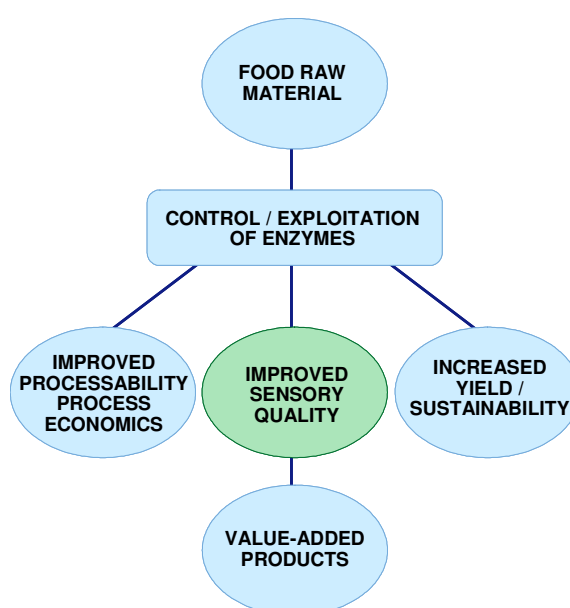 FOOD RAW
MATERIAL
CONTROL / EXPLOITATION
OF ENZYMES
IMPROVED
PROCESSABILITY
PROCESS
ECONOMICS
IMPROVED
SENSORY
QUALITY
INCREASED
YIELD /
SUSTAINABILITY
VALUE-ADDED
PRODUCTS